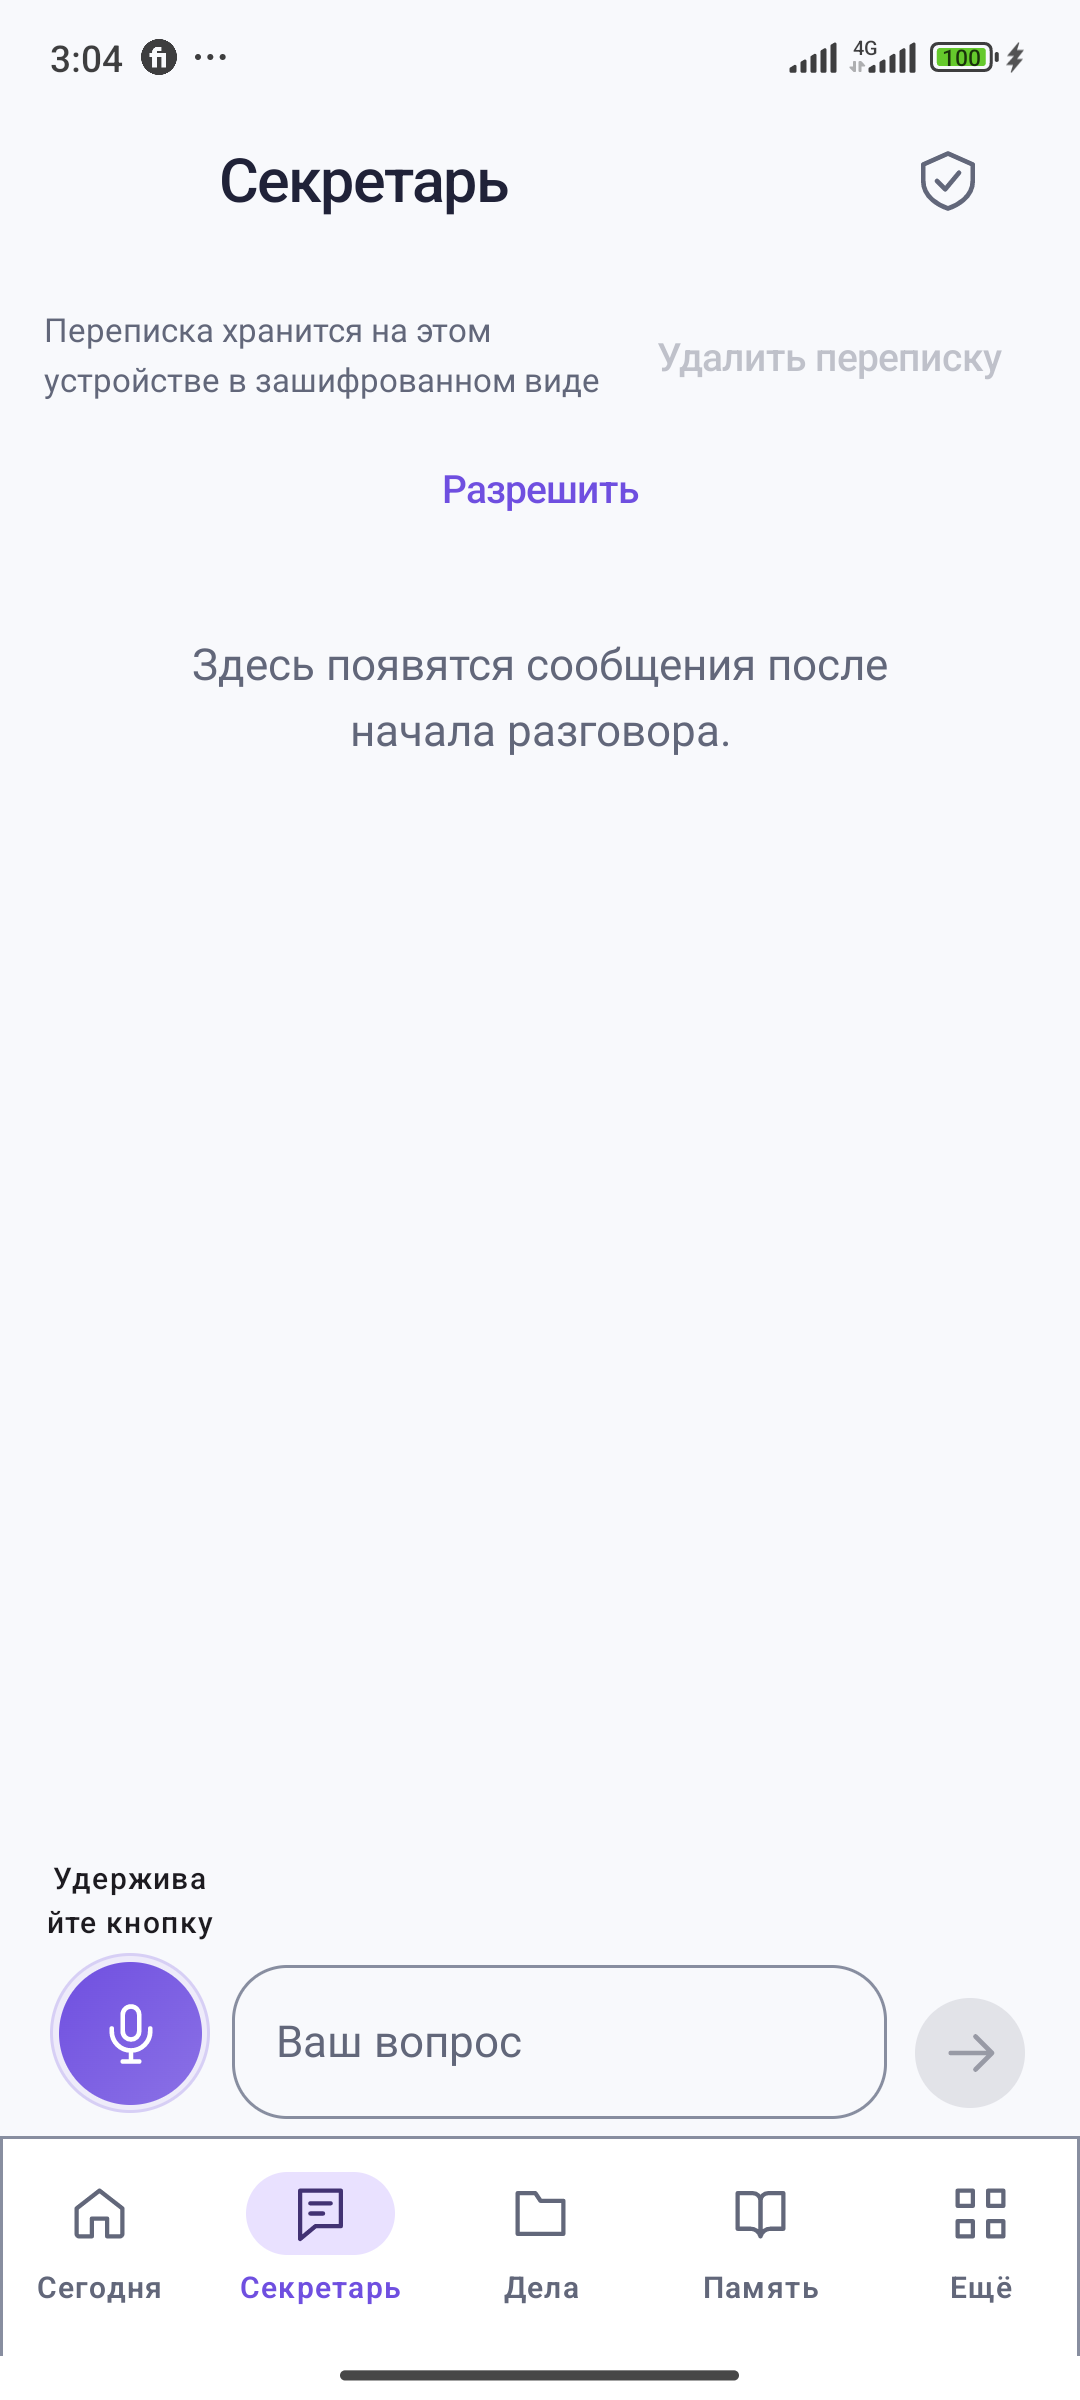 3:04 fi ...
4G 100
Секретарь
Переписка хранится на этом
устройстве в зашифрованном виде
Удалить переписку
Разрешить
Здесь появятся сообщения после
начала разговора.
Удержива
йте кнопку
Ваш вопрос
Сегодня
Секретарь
Дела
Память
Ещё